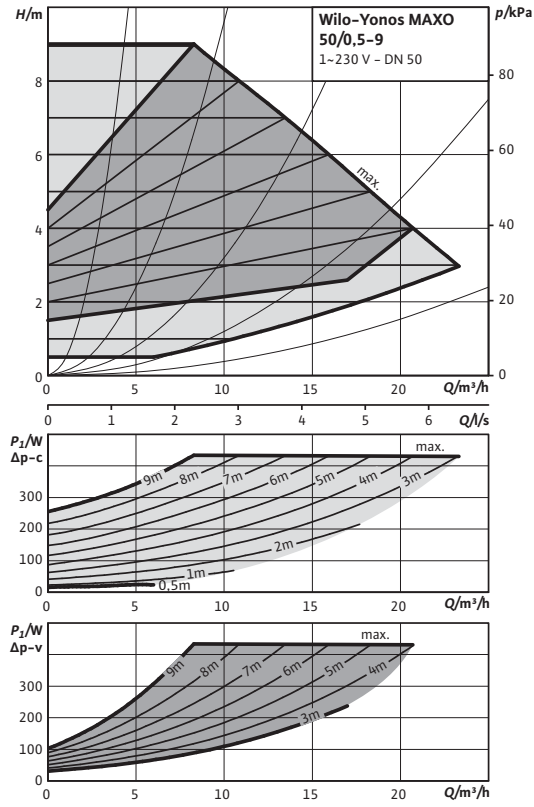 H/m
p/kPa
Wilo-Yonos MAXO
50/0,5-9
1~230 V - DN 50
8
80
6
60
max.
4
40
2
20
0
0
0
5
10
15
20
Q/m³/h
0
1
2
3
4
5
6
Q/l/s
P₁/W
Δp-c
max.
9m
8m
7m
6m
5m
4m
3m
300
200
2m
100
1m
0,5m
0
0
5
10
15
20
Q/m³/h
P₁/W
Δp-v
max.
9m
8m
7m
6m
5m
4m
300
3m
200
100
0
0
5
10
15
20
Q/m³/h